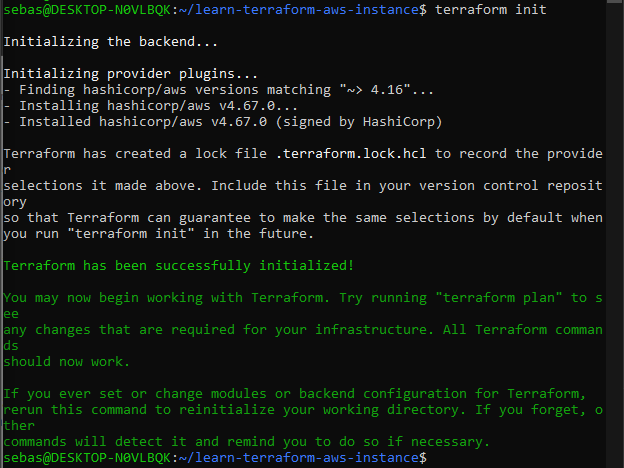 sebas@DESKTOP-N0VLBQK:~/learn-terraform-aws-instance$ terraform init
Initializing the backend...
Initializing provider plugins...
- Finding hashicorp/aws versions matching "~> 4.16"...
- Installing hashicorp/aws v4.67.0...
- Installed hashicorp/aws v4.67.0 (signed by HashiCorp)
Terraform has created a lock file .terraform.lock.hcl to record the provide
r
selections it made above. Include this file in your version control reposit
ory
so that Terraform can guarantee to make the same selections by default when
you run "terraform init" in the future.
Terraform has been successfully initialized!
You may now begin working with Terraform. Try running "terraform plan" to s
ee
any changes that are required for your infrastructure. All Terraform comman
ds
should now work.
If you ever set or change modules or backend configuration for Terraform,
rerun this command to reinitialize your working directory. If you forget, o
ther
commands will detect it and remind you to do so if necessary.
sebas@DESKTOP-N0VLBQK:~/learn-terraform-aws-instance$